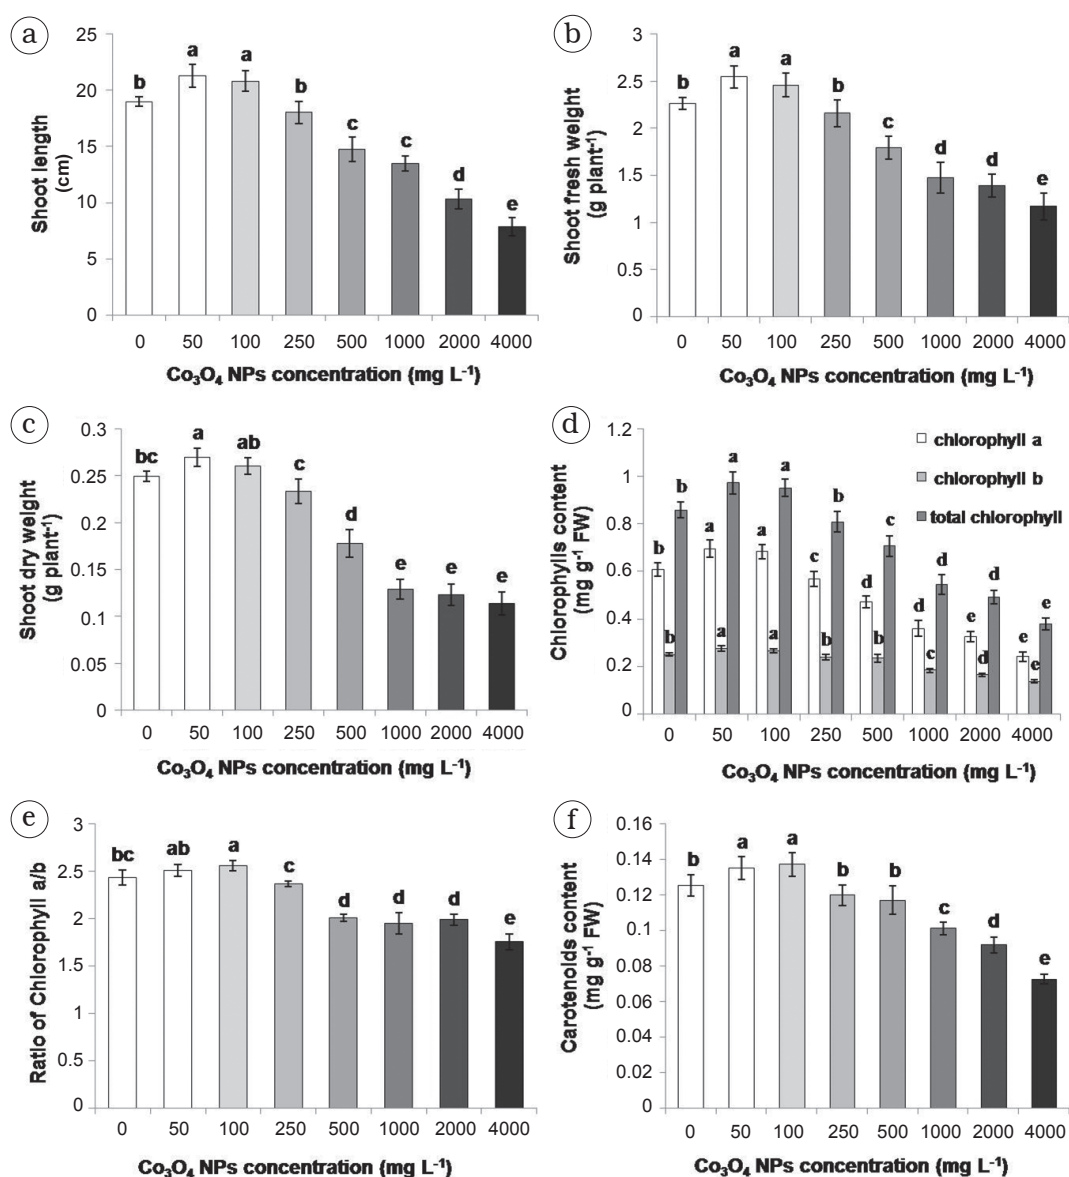 a
Shoot length
(cm)
25
20
15
10
5
0
b
a
a
b
c
c
d
e
0 50 100 250 500 1000 2000 4000
Co₃O₄ NPs concentration (mg L⁻¹)
b
Shoot fresh weight
(g plant⁻¹)
3
2.5
2
1.5
1
0.5
0
b
a
a
b
c
d
d
e
0 50 100 250 500 1000 2000 4000
Co₃O₄ NPs concentration (mg L⁻¹)
c
Shoot dry weight
(g plant⁻¹)
0.3
0.25
0.2
0.15
0.1
0.05
0
bc
a
ab
c
d
e
e
e
0 50 100 250 500 1000 2000 4000
Co₃O₄ NPs concentration (mg L⁻¹)
d
Chlorophylls content
(mg g⁻¹ FW)
1.2
1
0.8
0.6
0.4
0.2
0
chlorophyll a
chlorophyll b
total chlorophyll
b b b
a a a
a a a
c b b
d b c
d c d
e d d
e e e
0 50 100 250 500 1000 2000 4000
Co₃O₄ NPs concentration (mg L⁻¹)
e
Ratio of Chlorophyll a/b
3
2.5
2
1.5
2.5
0.5
0
bc
ab
a
c
d
d
d
e
0 50 100 250 500 1000 2000 4000
Co₃O₄ NPs concentration (mg L⁻¹)
f
Carotenoids content
(mg g⁻¹ FW)
0.16
0.14
0.12
0.1
0.08
0.06
0.04
0.02
0
b
a
a
b
b
c
d
e
0 50 100 250 500 1000 2000 4000
Co₃O₄ NPs concentration (mg L⁻¹)